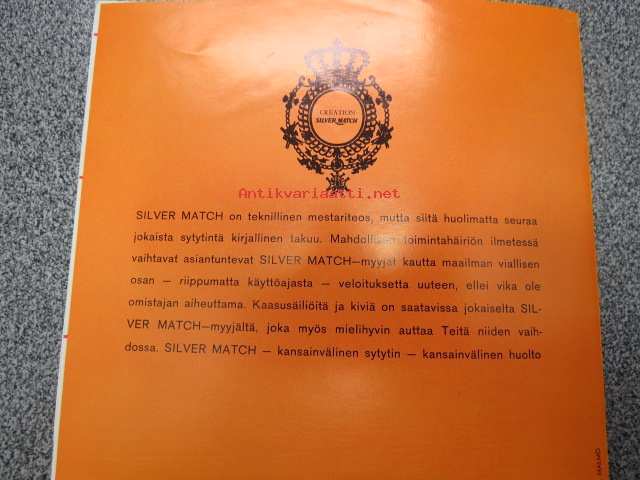 CREATION
SILVER MATCH
Antikvariaatti.net
SILVER MATCH on teknillinen mestariteos, mutta siitä huolimatta seuraa
jokaista sytytintä kirjallinen takuu. Mahdollisen toimintahäiriön ilmetessä
vaihtavat asiantuntevat SILVER MATCH—myyjät kautta maailman viallisen
osan — riippumatta käyttöajasta — veloituksetta uuteen, ellei vika ole
omistajan aiheuttama. Kaasusäiliöitä ja kiviä on saatavissa jokaiselta SIL-
VER MATCH—myyjältä, joka myös mielihyvin auttaa Teitä niiden vaih-
dossa. SILVER MATCH — kansainvälinen sytytin — kansainvälinen huolto